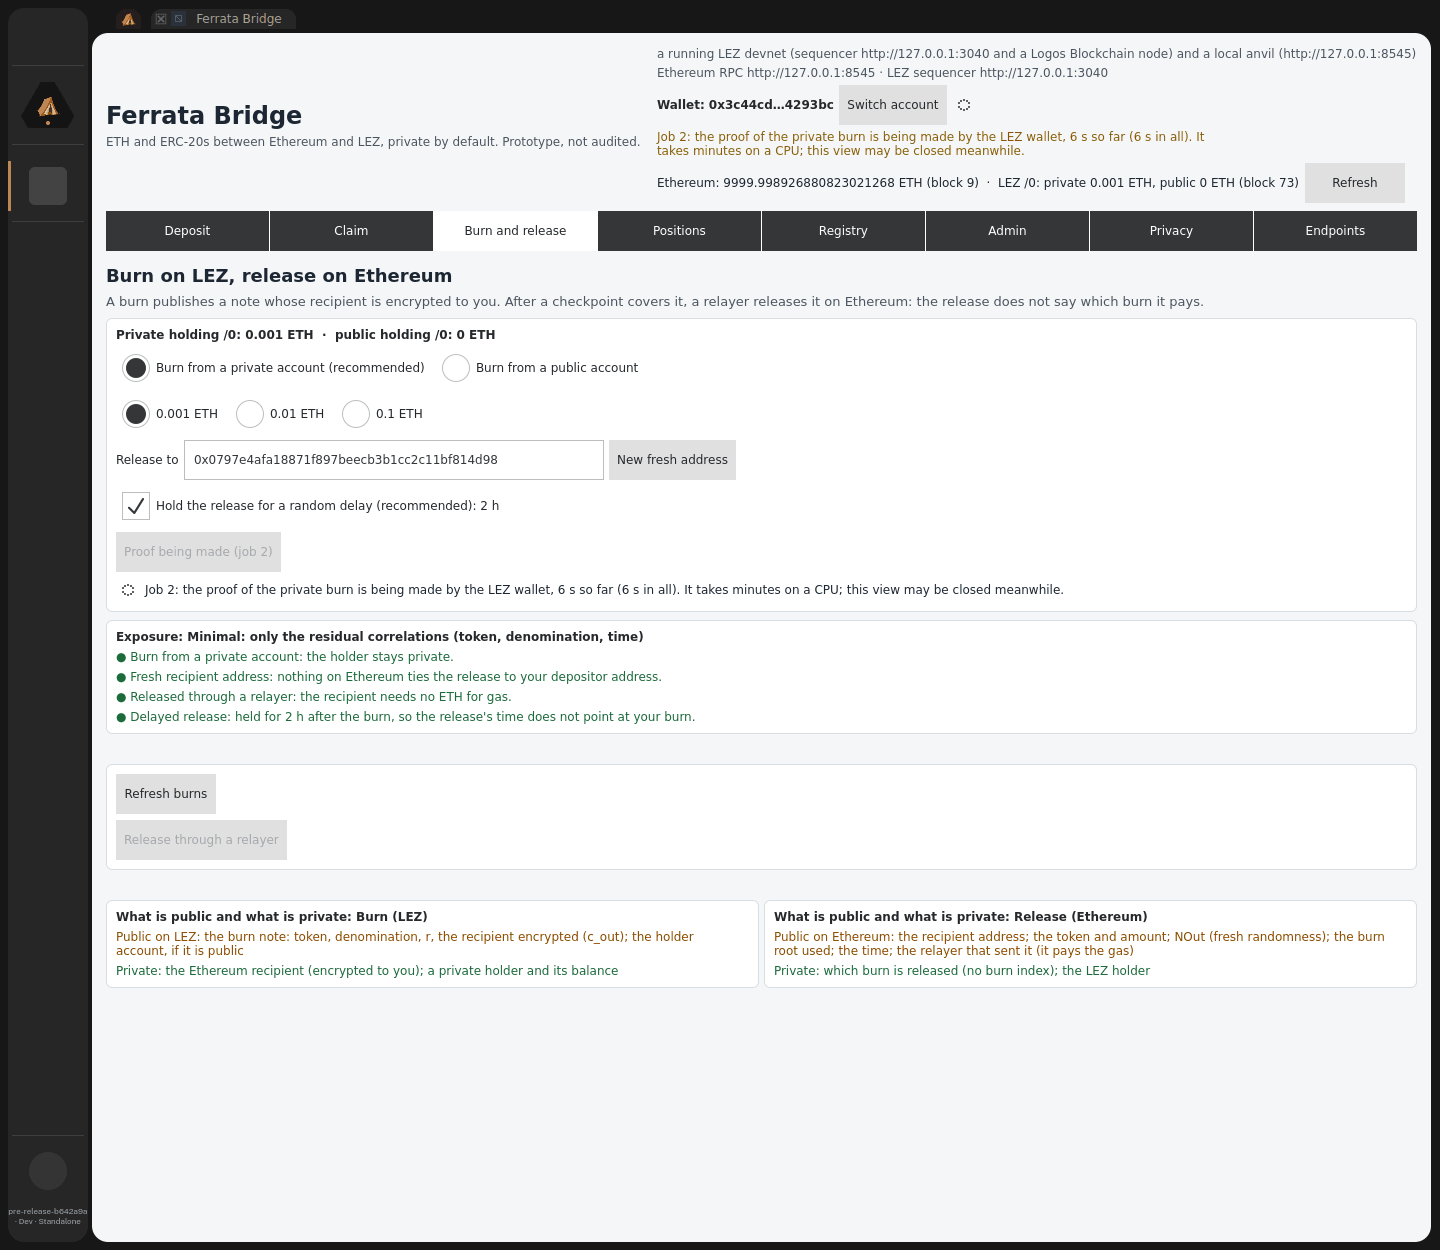 Ferrata Bridge
a running LEZ devnet (sequencer http://127.0.0.1:3040 and a Logos Blockchain node) and a local anvil (http://127.0.0.1:8545)
Ethereum RPC http://127.0.0.1:8545 · LEZ sequencer http://127.0.0.1:3040
Ferrata Bridge
ETH and ERC-20s between Ethereum and LEZ, private by default. Prototype, not audited.
Wallet: 0x3c44cd…4293bc Switch account
Job 2: the proof of the private burn is being made by the LEZ wallet, 6 s so far (6 s in all). It
takes minutes on a CPU; this view may be closed meanwhile.
Ethereum: 9999.998926880823021268 ETH (block 9) · LEZ /0: private 0.001 ETH, public 0 ETH (block 73) Refresh
Deposit Claim Burn and release Positions Registry Admin Privacy Endpoints
Burn on LEZ, release on Ethereum
A burn publishes a note whose recipient is encrypted to you. After a checkpoint covers it, a relayer releases it on Ethereum: the release does not say which burn it pays.
Private holding /0: 0.001 ETH · public holding /0: 0 ETH
Burn from a private account (recommended) Burn from a public account
0.001 ETH 0.01 ETH 0.1 ETH
Release to 0x0797e4afa18871f897beecb3b1cc2c11bf814d98 New fresh address
Hold the release for a random delay (recommended): 2 h
Proof being made (job 2)
Job 2: the proof of the private burn is being made by the LEZ wallet, 6 s so far (6 s in all). It takes minutes on a CPU; this view may be closed meanwhile.
Exposure: Minimal: only the residual correlations (token, denomination, time)
● Burn from a private account: the holder stays private.
● Fresh recipient address: nothing on Ethereum ties the release to your depositor address.
● Released through a relayer: the recipient needs no ETH for gas.
● Delayed release: held for 2 h after the burn, so the release's time does not point at your burn.
Refresh burns
Release through a relayer
What is public and what is private: Burn (LEZ)
Public on LEZ: the burn note: token, denomination, r, the recipient encrypted (c_out); the holder
account, if it is public
Private: the Ethereum recipient (encrypted to you); a private holder and its balance
What is public and what is private: Release (Ethereum)
Public on Ethereum: the recipient address; the token and amount; NOut (fresh randomness); the burn
root used; the time; the relayer that sent it (it pays the gas)
Private: which burn is released (no burn index); the LEZ holder
pre-release-b642a9a
· Dev · Standalone